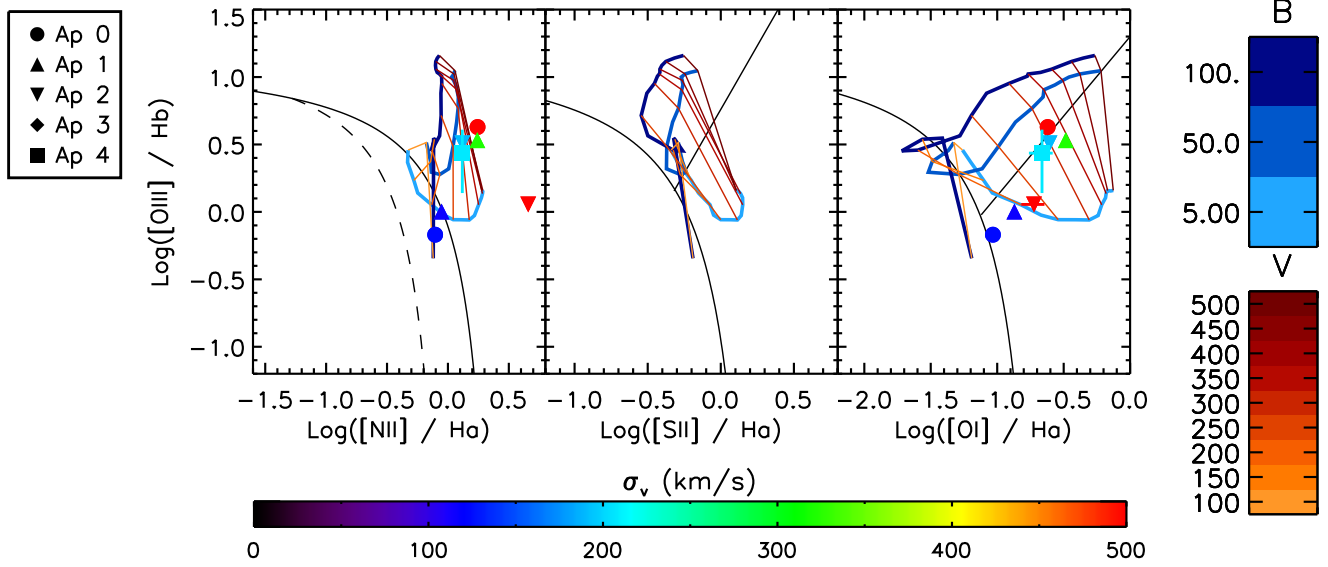 Ap 0
Ap 1
Ap 2
Ap 3
Ap 4
Log([OIII] / Hb)
1.5
1.0
0.5
0.0
−0.5
−1.0
−1.5 −1.0 −0.5 0.0 0.5
Log([NII] / Ha)
−1.0 −0.5 0.0 0.5
Log([SII] / Ha)
−2.0 −1.5 −1.0 −0.5 0.0
Log([OI] / Ha)
B
100.
50.0
5.00
V
500
450
400
350
300
250
200
150
100
σv (km/s)
0 100 200 300 400 500